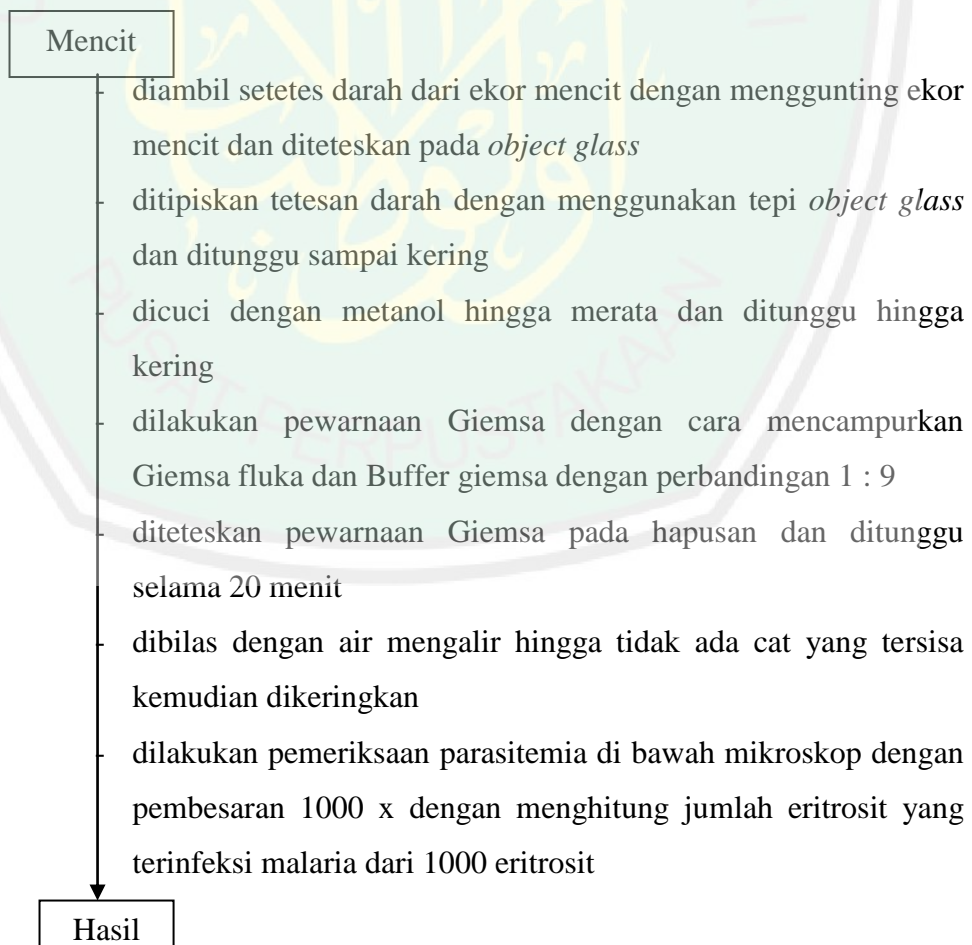 Mencit
- diambil setetes darah dari ekor mencit dengan menggunting ekor
mencit dan diteteskan pada object glass
- ditipiskan tetesan darah dengan menggunakan tepi object glass
dan ditunggu sampai kering
- dicuci dengan metanol hingga merata dan ditunggu hingga
kering
- dilakukan pewarnaan Giemsa dengan cara mencampurkan
Giemsa fluka dan Buffer giemsa dengan perbandingan 1 : 9
- diteteskan pewarnaan Giemsa pada hapusan dan ditunggu
selama 20 menit
- dibilas dengan air mengalir hingga tidak ada cat yang tersisa
kemudian dikeringkan
- dilakukan pemeriksaan parasitemia di bawah mikroskop dengan
pembesaran 1000 x dengan menghitung jumlah eritrosit yang
terinfeksi malaria dari 1000 eritrosit
Hasil
PUSAT PERPUSTAKAAN